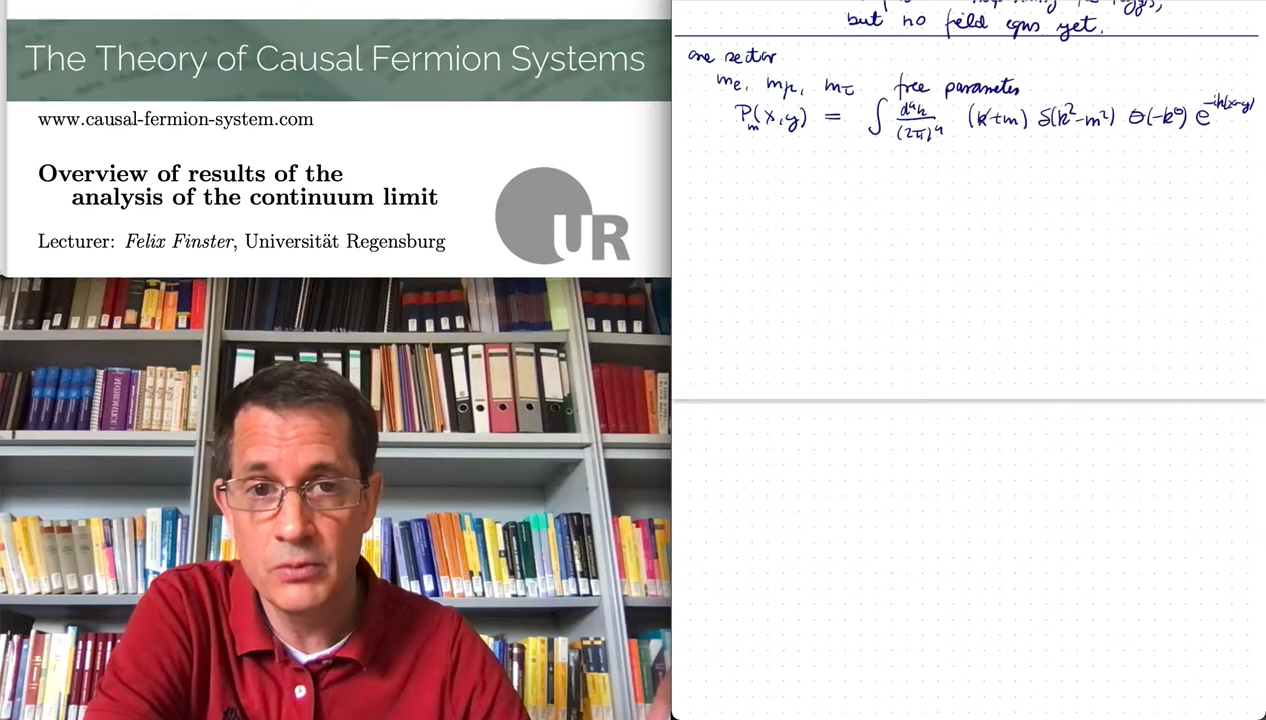 The Theory of Causal Fermion Systems
www.causal-fermion-system.com
Overview of results of the
analysis of the continuum limit
Lecturer: Felix Finster, Universität Regensburg
UR
but no field eqns yet.
one sector
m_e, m_μ, m_τ free parameter
P_m(x,y) = ∫ d⁴k/(2π)⁴ (k̸+m) δ(k²-m²) Θ(-k⁰) e^{-ik(x-y)}